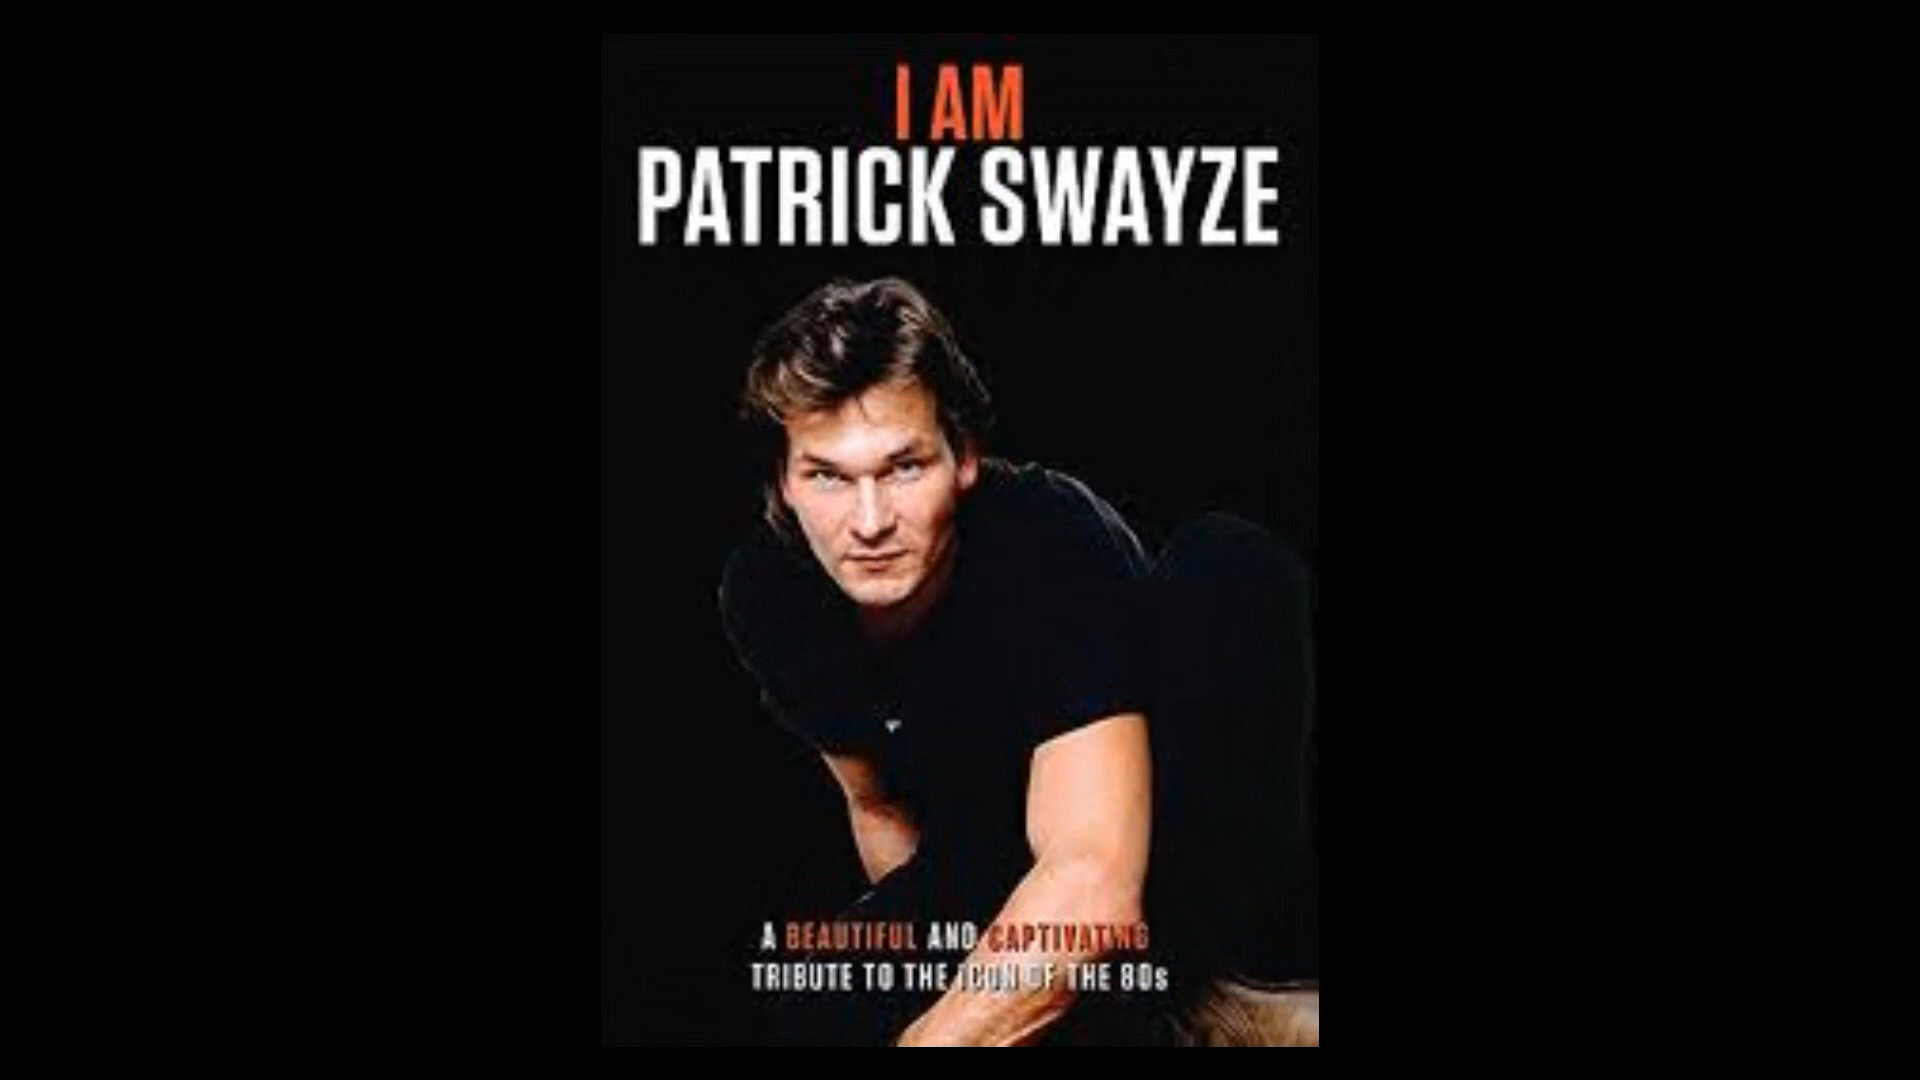 I AM
PATRICK SWAYZE
A BEAUTIFUL AND CAPTIVATING
TRIBUTE TO THE ICON OF THE 80s